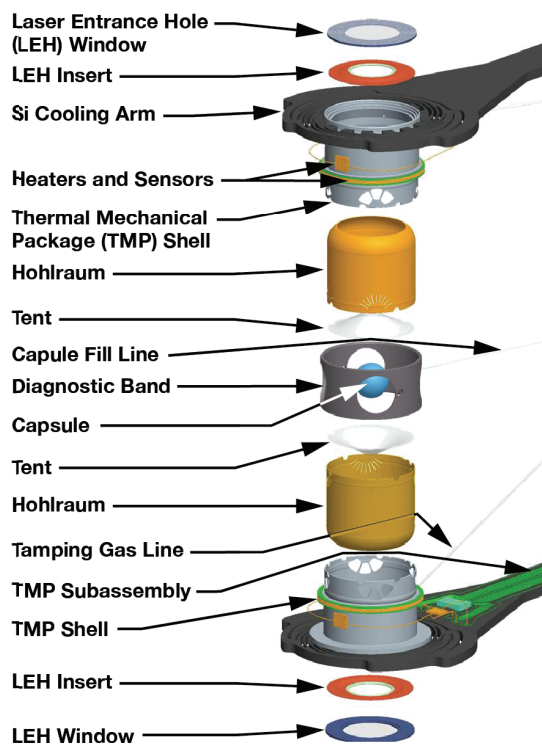 Laser Entrance Hole
(LEH) Window
LEH Insert
Si Cooling Arm
Heaters and Sensors
Thermal Mechanical
Package (TMP) Shell
Hohlraum
Tent
Capule Fill Line
Diagnostic Band
Capsule
Tent
Hohlraum
Tamping Gas Line
TMP Subassembly
TMP Shell
LEH Insert
LEH Window